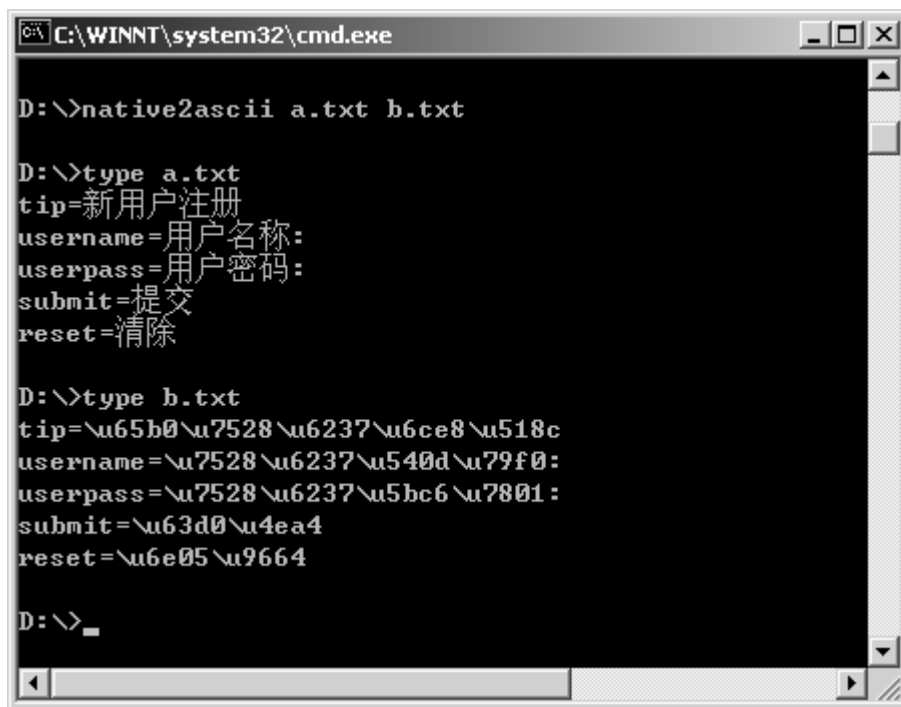 C:\WINNT\system32\cmd.exe
D:\>native2ascii a.txt b.txt
D:\>type a.txt
tip=新用户注册
username=用户名称:
userpass=用户密码:
submit=提交
reset=清除
D:\>type b.txt
tip=\u65b0\u7528\u6237\u6ce8\u518c
username=\u7528\u6237\u540d\u79f0:
userpass=\u7528\u6237\u5bc6\u7801:
submit=\u63d0\u4ea4
reset=\u6e05\u9664
D:\>